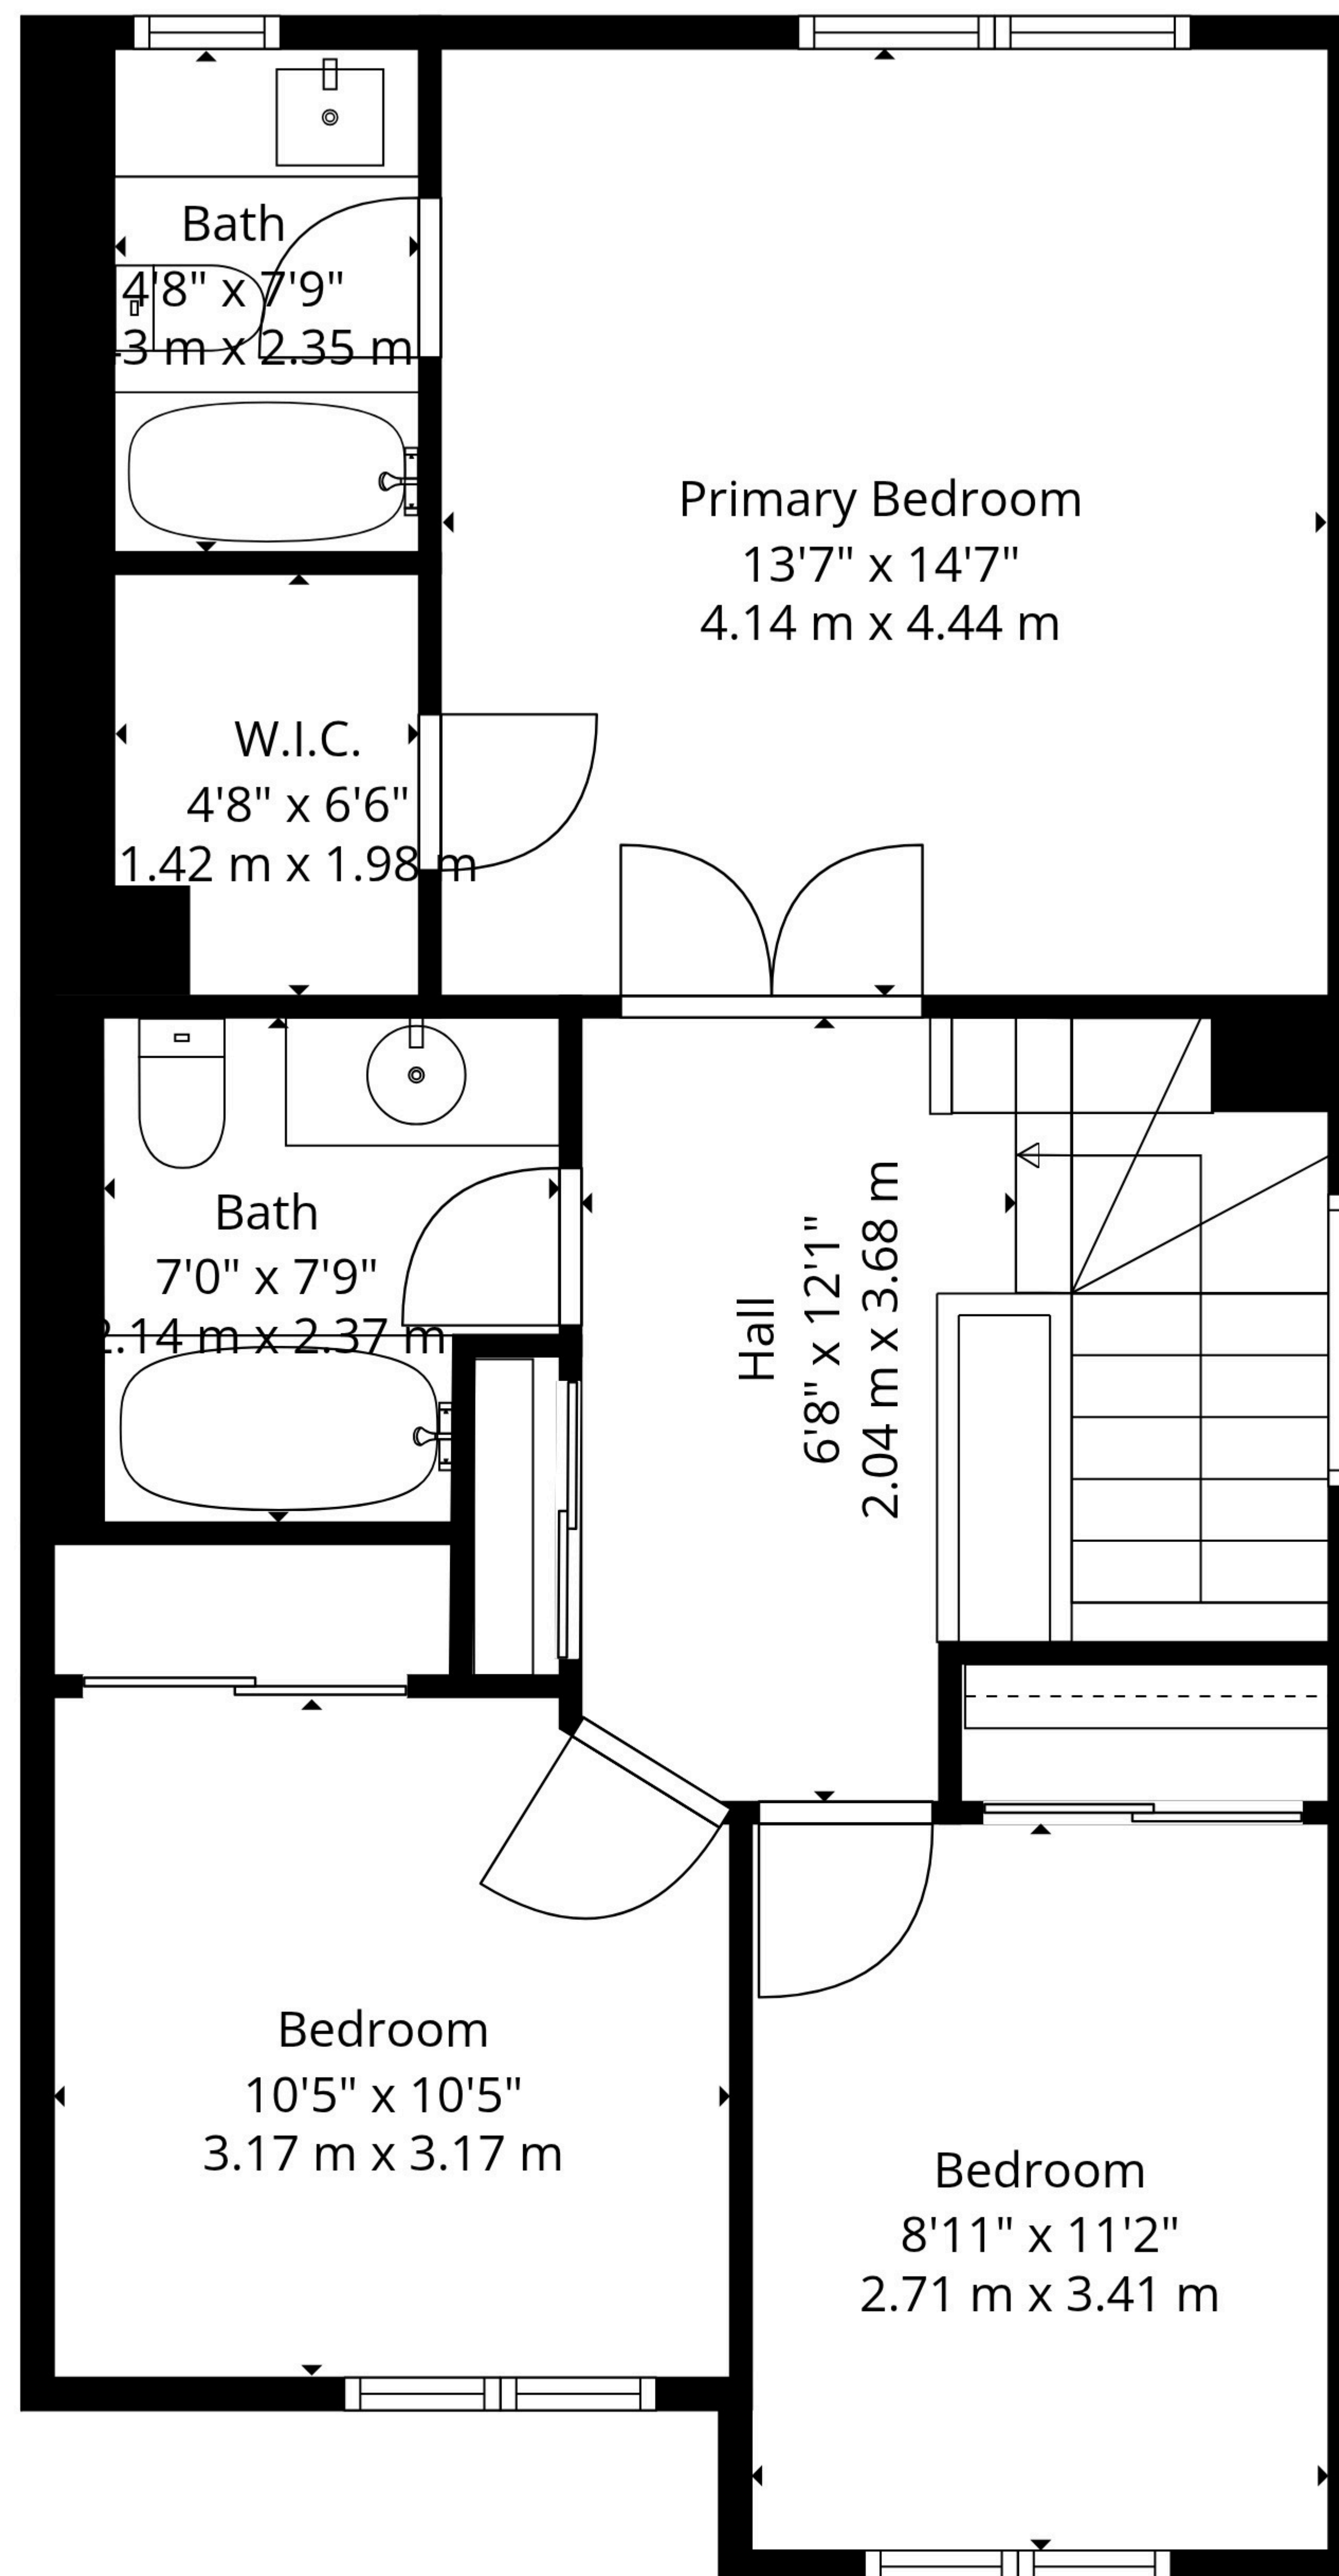 Bath
4'8" x 7'9"
3 m x 2.35 m
Primary Bedroom
13'7" x 14'7"
4.14 m x 4.44 m
W.I.C.
4'8" x 6'6"
1.42 m x 1.98 m
Bath
7'0" x 7'9"
2.14 m x 2.37 m
Hall
6'8" x 12'1"
2.04 m x 3.68 m
Bedroom
10'5" x 10'5"
3.17 m x 3.17 m
Bedroom
8'11" x 11'2"
2.71 m x 3.41 m